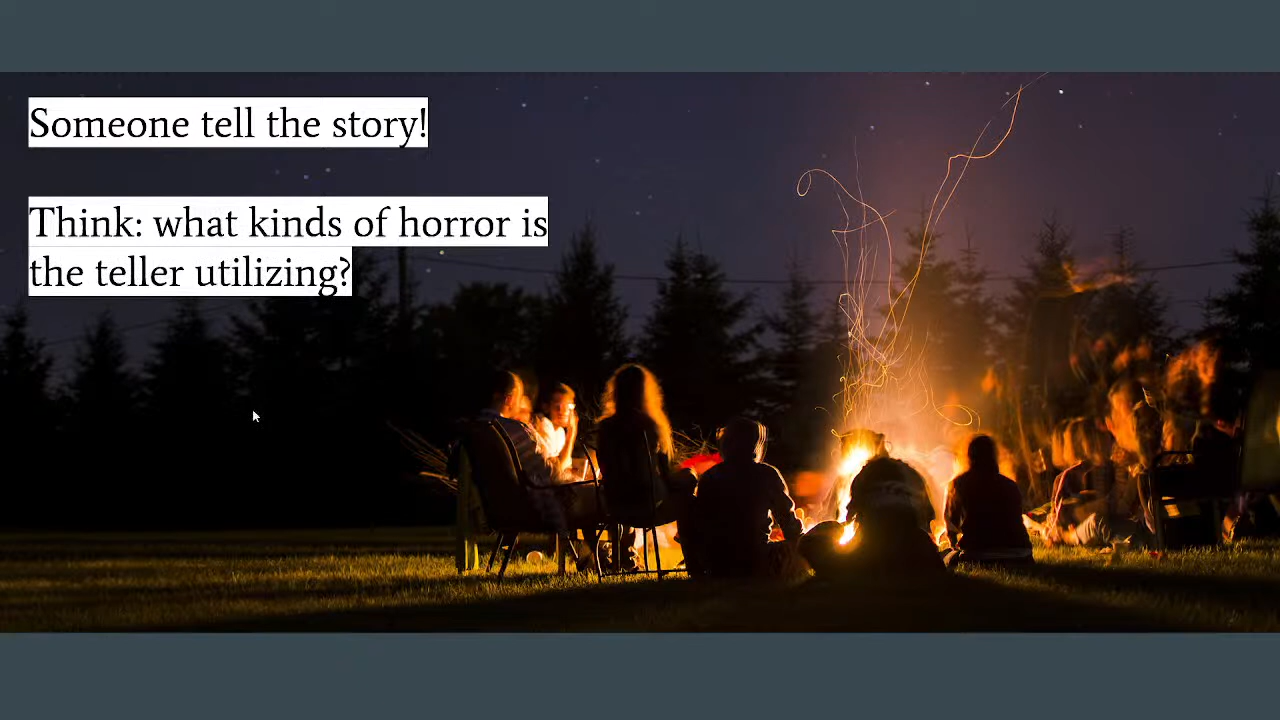 Someone tell the story!
Think: what kinds of horror is
the teller utilizing?